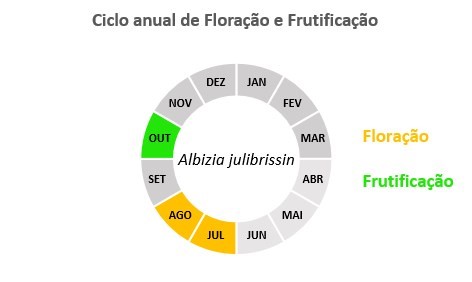 Ciclo anual de Floração e Frutificação
DEZ JAN
NOV FEV
OUT MAR
Floração
Albizia julibrissin
SET ABR
Frutificação
AGO MAI
JUL JUN